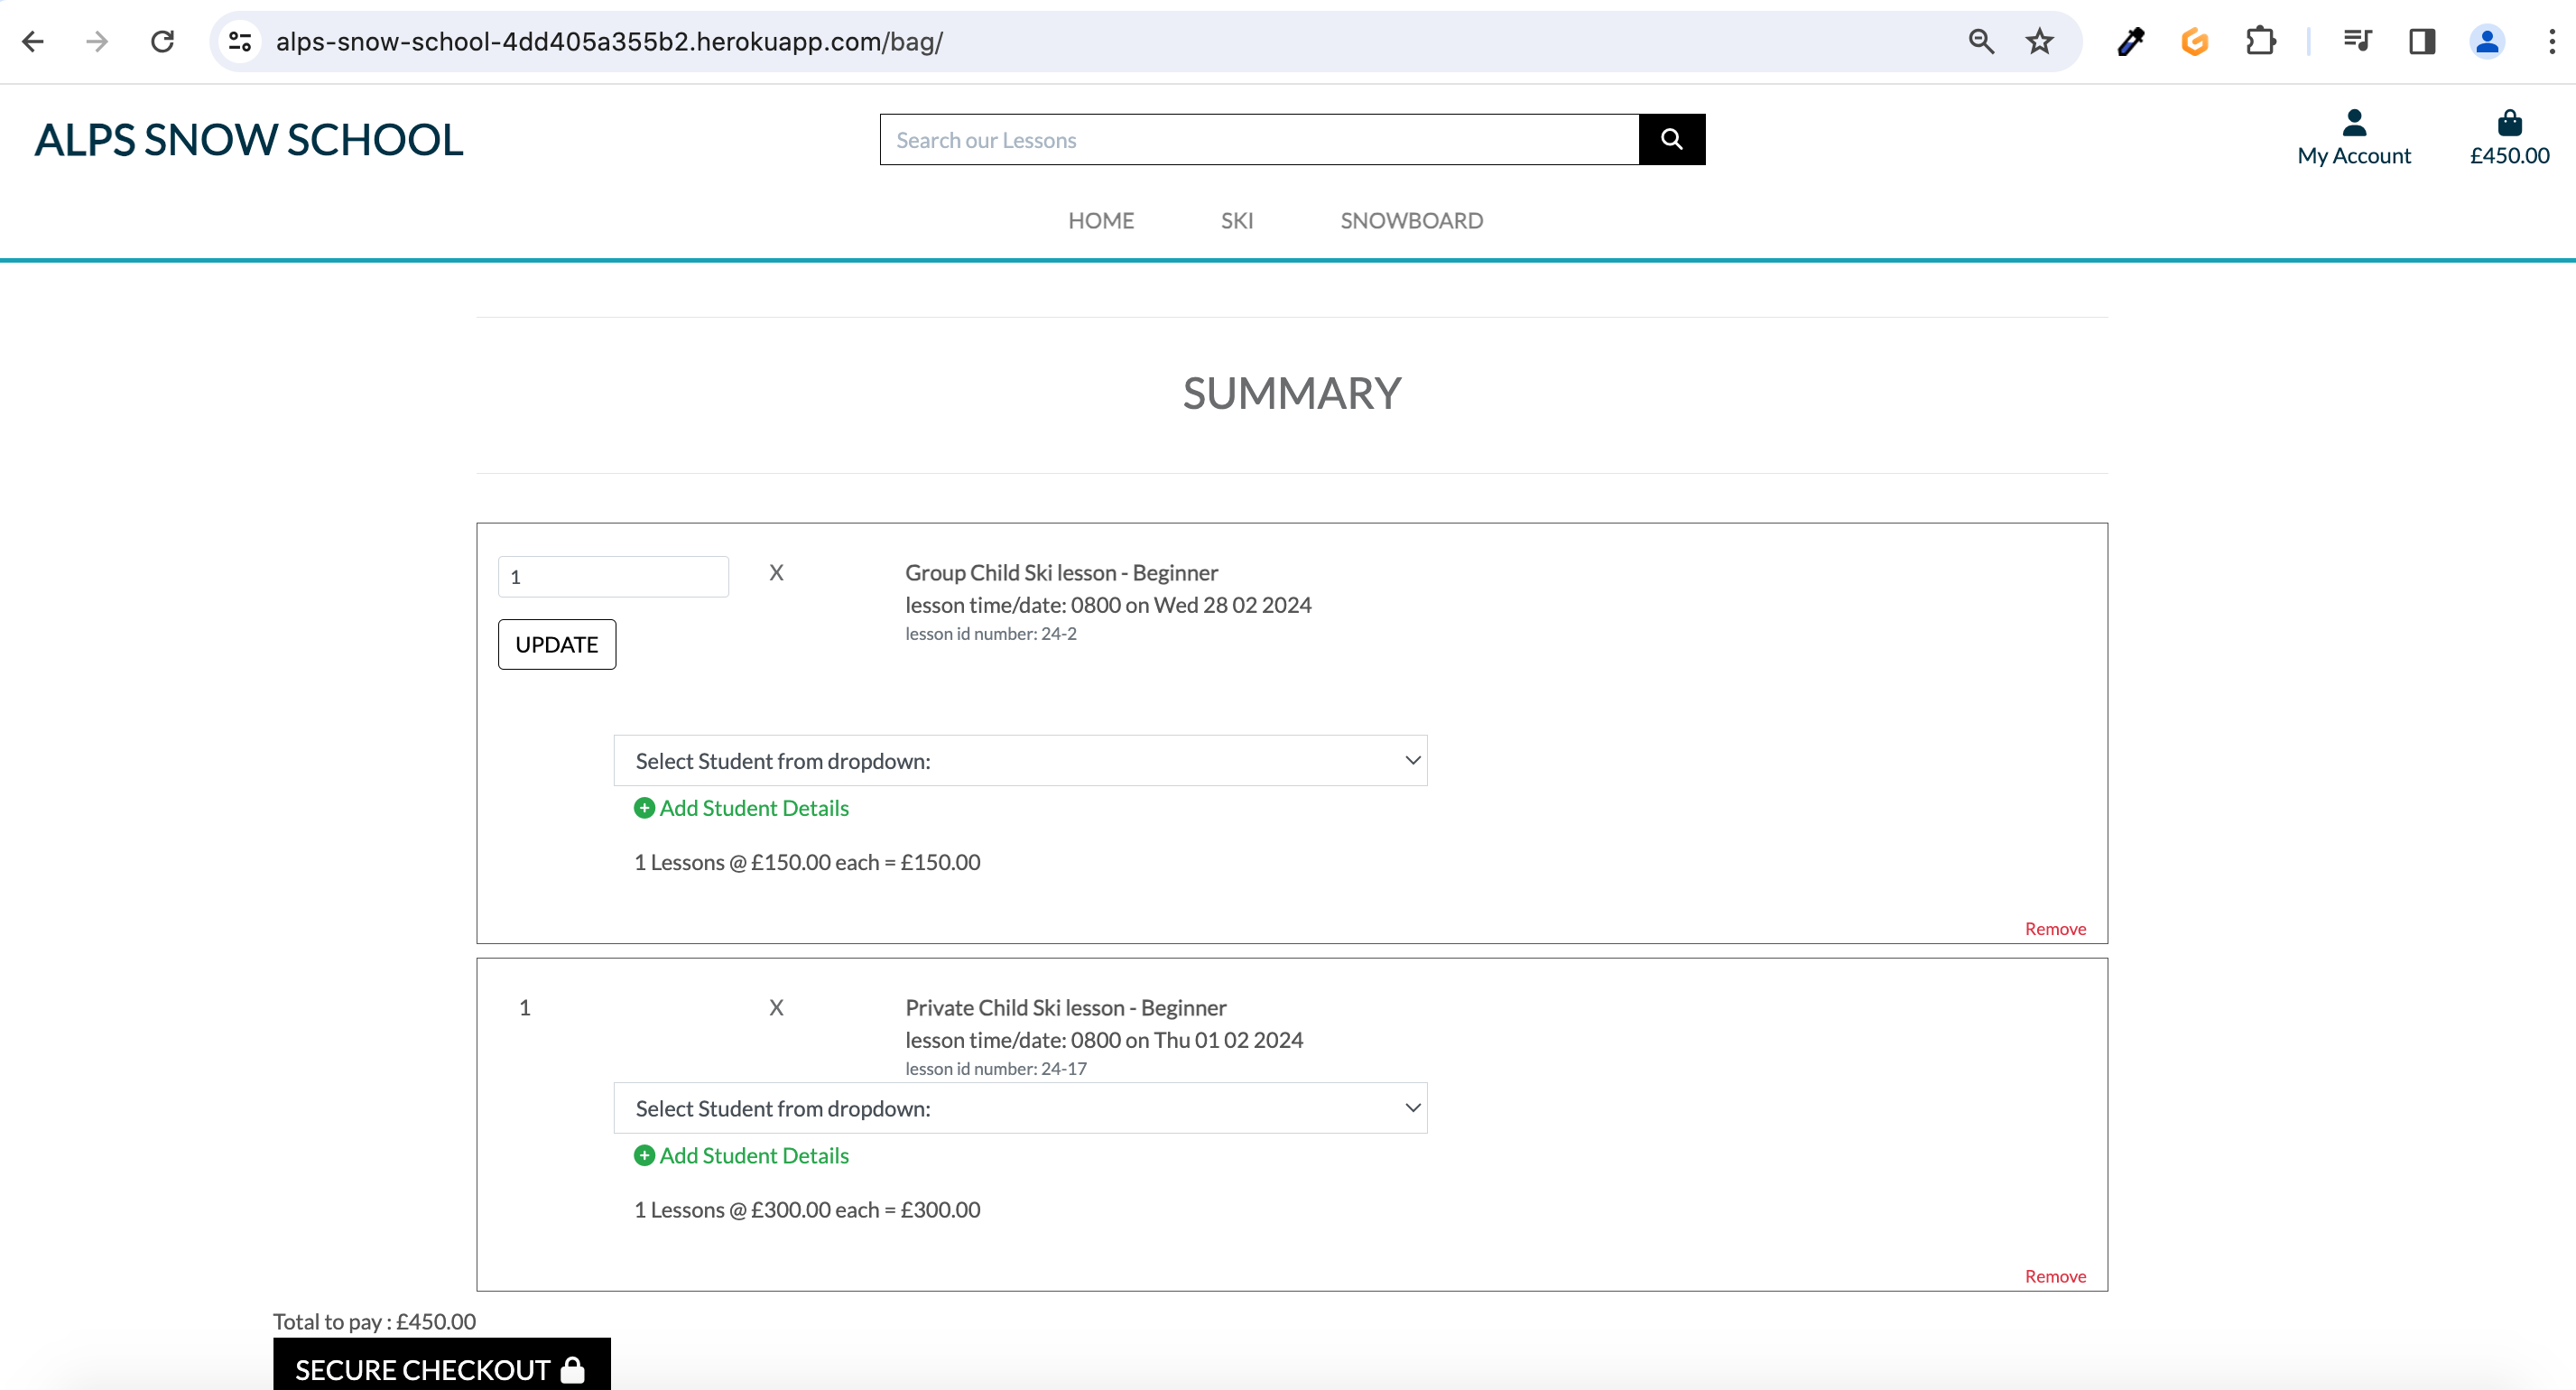 alps-snow-school-4dd405a355b2.herokuapp.com/bag/
ALPS SNOW SCHOOL
Search our Lessons
My Account
£450.00
HOME SKI SNOWBOARD
SUMMARY
1 X Group Child Ski lesson - Beginner
lesson time/date: 0800 on Wed 28 02 2024
lesson id number: 24-2
UPDATE
Select Student from dropdown:
Add Student Details
1 Lessons @ £150.00 each = £150.00
Remove
1 X Private Child Ski lesson - Beginner
lesson time/date: 0800 on Thu 01 02 2024
lesson id number: 24-17
Select Student from dropdown:
Add Student Details
1 Lessons @ £300.00 each = £300.00
Remove
Total to pay : £450.00
SECURE CHECKOUT